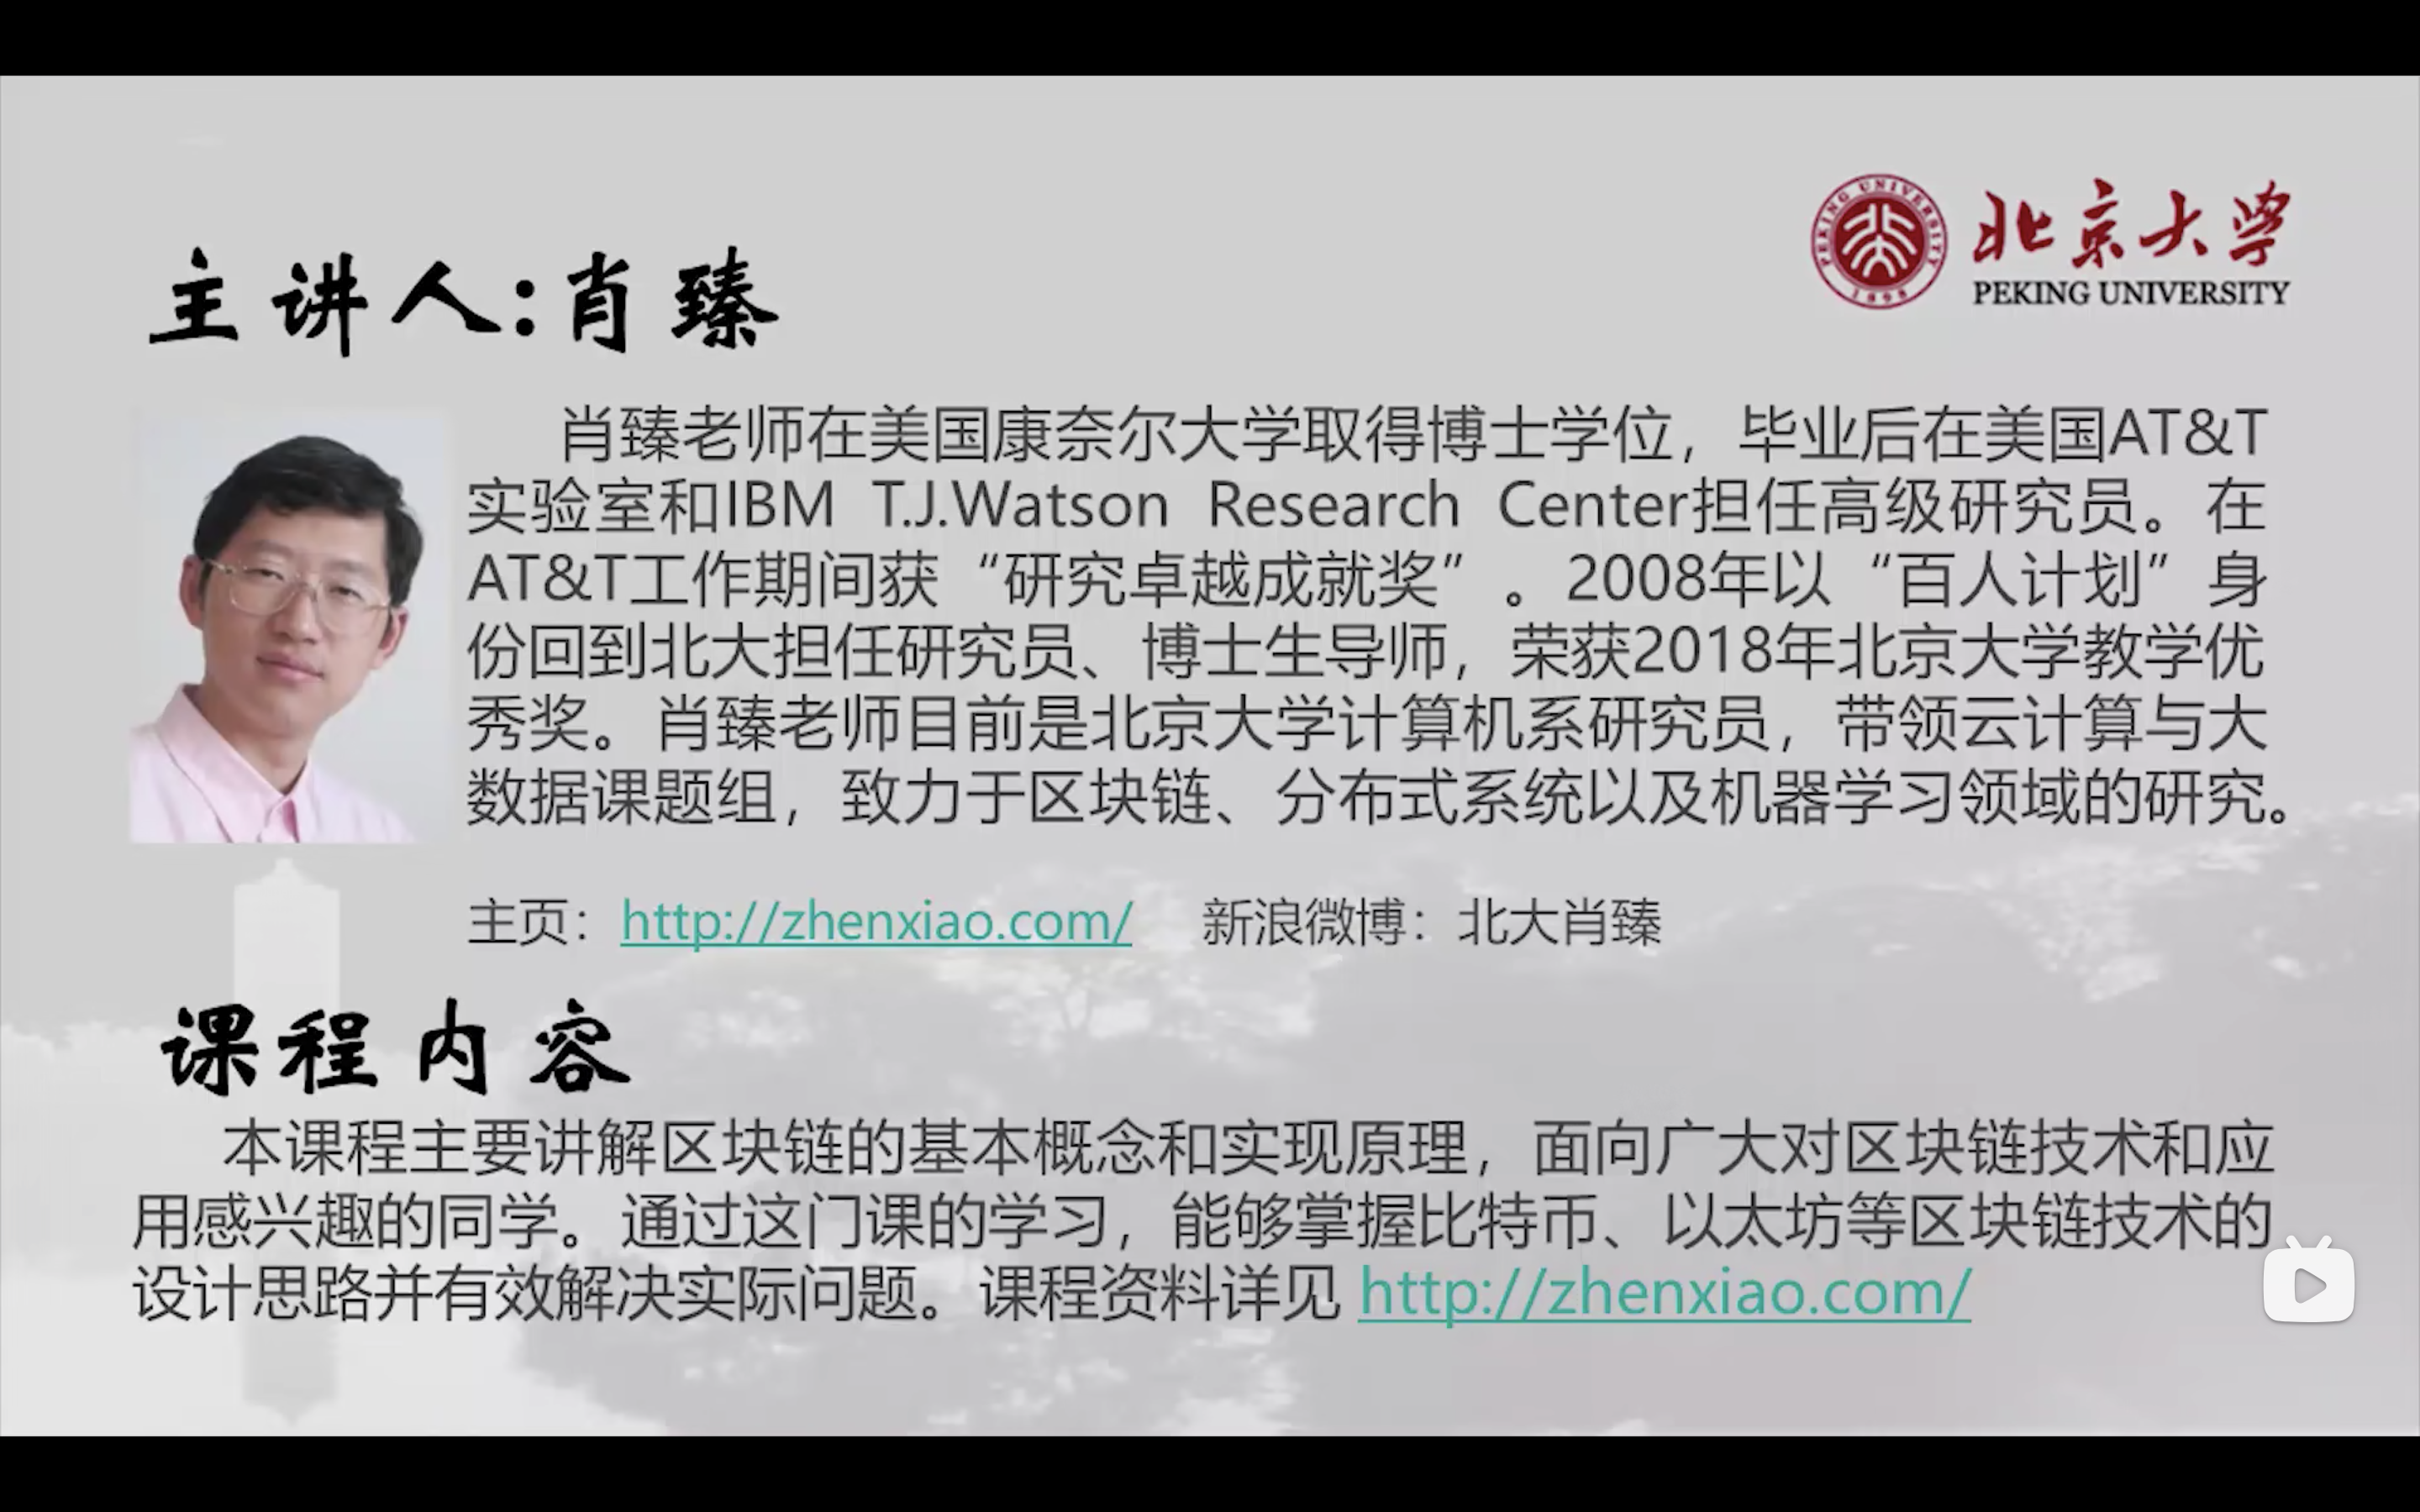 PEKING UNIVERSITY
1898
北京大学
PEKING UNIVERSITY
主讲人:肖臻
肖臻老师在美国康奈尔大学取得博士学位，毕业后在美国AT&T
实验室和IBM T.J.Watson Research Center担任高级研究员。在
AT&T工作期间获“研究卓越成就奖”。2008年以“百人计划”身
份回到北大担任研究员、博士生导师，荣获2018年北京大学教学优
秀奖。肖臻老师目前是北京大学计算机系研究员，带领云计算与大
数据课题组，致力于区块链、分布式系统以及机器学习领域的研究。
主页：http://zhenxiao.com/ 新浪微博：北大肖臻
课程内容
本课程主要讲解区块链的基本概念和实现原理，面向广大对区块链技术和应
用感兴趣的同学。通过这门课的学习，能够掌握比特币、以太坊等区块链技术的
设计思路并有效解决实际问题。课程资料详见 http://zhenxiao.com/